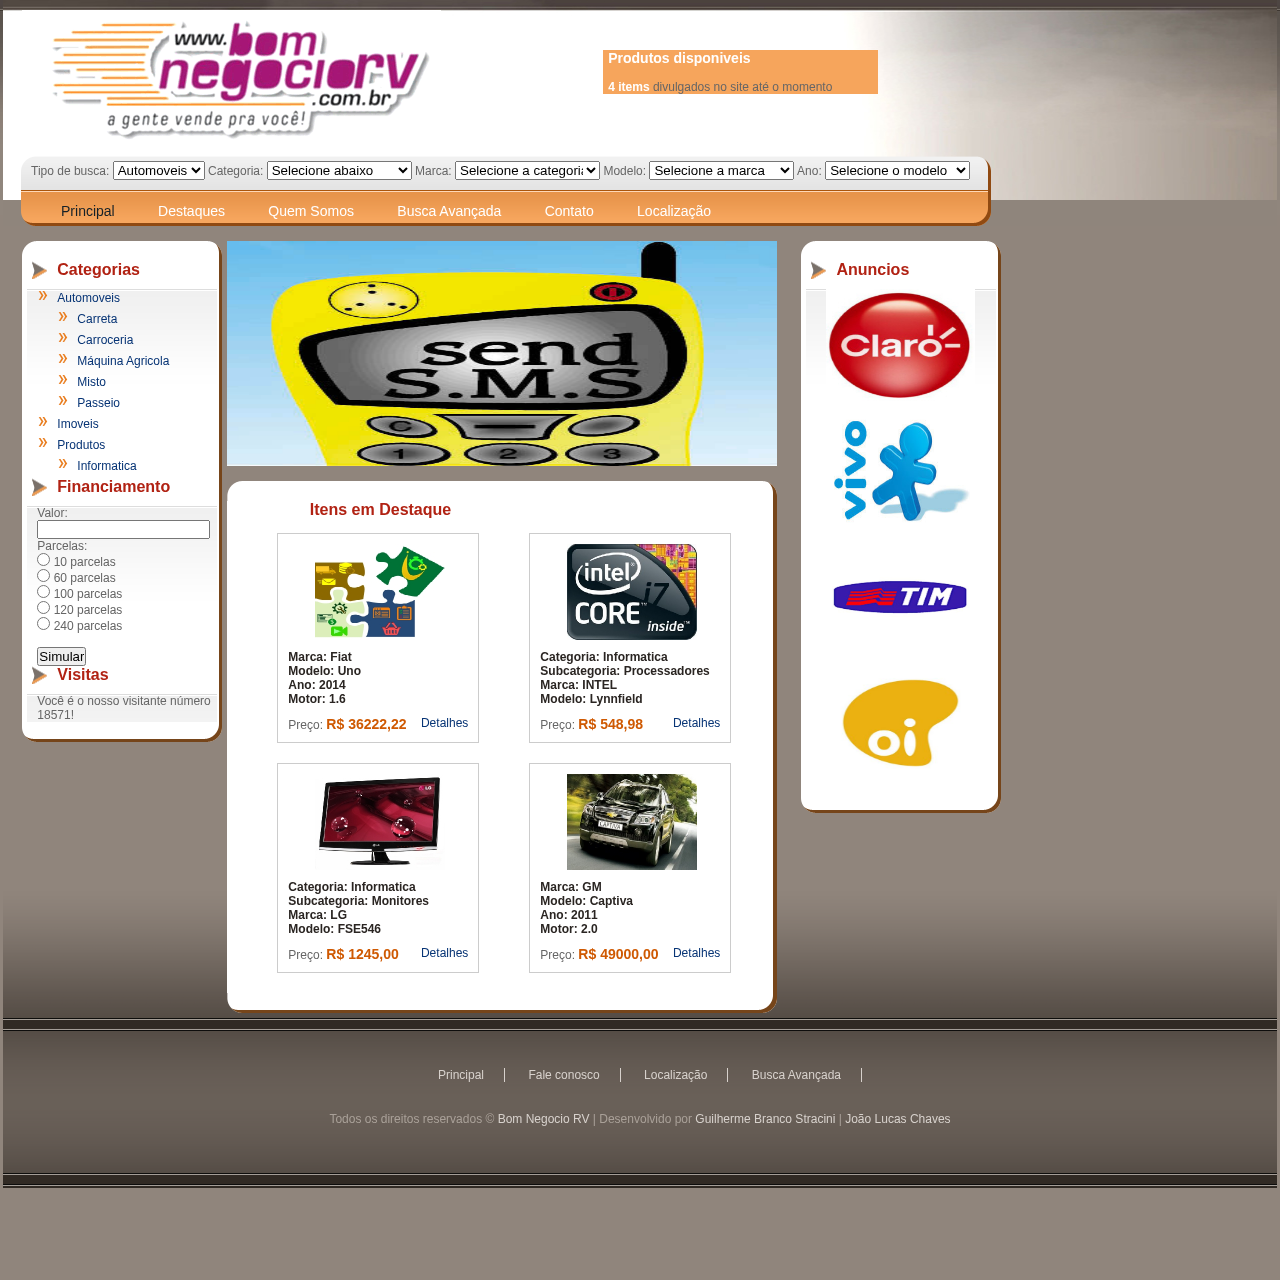 www.bom
negociorv
.com.br
a gente vende pra você!
Produtos disponiveis
4 items divulgados no site até o momento
Tipo de busca: Automoveis Categoria: Selecione abaixo Marca: Selecione a categoria Modelo: Selecione a marca Ano: Selecione o modelo
Principal Destaques Quem Somos Busca Avançada Contato Localização
Categorias
Automoveis
Carreta
Carroceria
Máquina Agricola
Misto
Passeio
Imoveis
Produtos
Informatica
Financiamento
Valor:
Parcelas:
10 parcelas
60 parcelas
100 parcelas
120 parcelas
240 parcelas
Simular
Visitas
Você é o nosso visitante número
18571!
send
S.M.S
C 0
1 2 3
Itens em Destaque
Marca: Fiat
Modelo: Uno
Ano: 2014
Motor: 1.6
Preço: R$ 36222,22 Detalhes
intel
i7
CORE™
inside™
Categoria: Informatica
Subcategoria: Processadores
Marca: INTEL
Modelo: Lynnfield
Preço: R$ 548,98 Detalhes
LG
Categoria: Informatica
Subcategoria: Monitores
Marca: LG
Modelo: FSE546
Preço: R$ 1245,00 Detalhes
CAPTIVA
Marca: GM
Modelo: Captiva
Ano: 2011
Motor: 2.0
Preço: R$ 49000,00 Detalhes
Anuncios
Claro
vivo
TIM
oi
Principal Fale conosco Localização Busca Avançada
Todos os direitos reservados © Bom Negocio RV | Desenvolvido por Guilherme Branco Stracini | João Lucas Chaves